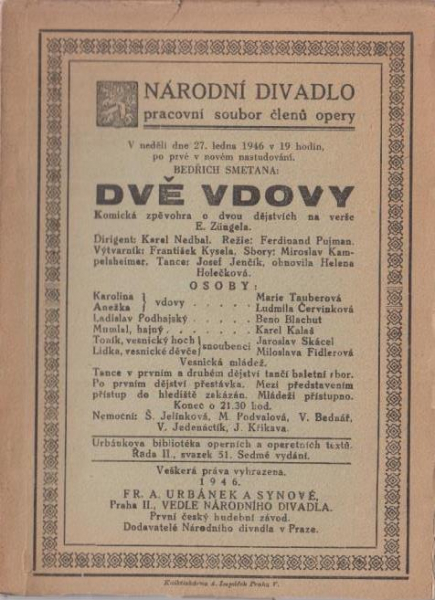 NÁRODNÍ DIVADLO
pracovní soubor členů opery
V neděli dne 27. ledna 1946 v 19 hodin,
po prvé v novém nastudování.
BEDŘICH SMETANA:
DVĚ VDOVY
Komická zpěvohra o dvou dějstvích na verše
E. Züngela.
Dirigent: Karel Nedbal. Režie: Ferdinand Pujman.
Výtvarník: František Kysela. Sbory: Miroslav Kam-
pelsheimer. Tance: Josef Jenčík, obnovila Helena
Holečková.
OSOBY:
Karolina } vdovy . . . . . Marie Tauberová
Anežka } Ludmila Červinková
Ladislav Podhajský . . . . . Beno Blachut
Mumlal, hajný . . . . . . . Karel Kalaš
Toník, vesnický hoch } snoubenci Jaroslav Skácel
Lidka, vesnické děvče } Miloslava Fidlerová
Vesnická mládež.
Tance v prvním a druhém dějství tančí baletní sbor.
Po prvním dějství přestávka. Mezi představením
přístup do hlediště zakázán. Mládeži přístupno.
Konec o 21.30 hod.
Nemocni: Š. Jelínková, M. Podvalová, V. Bednář,
V. Jedenáctík, J. Křikava.
Urbánkova bibliotéka operních a operetních textů.
Řada II., svazek 51. Sedmé vydání.
Veškerá práva vyhrazena.
1946.
FR. A. URBÁNEK A SYNOVÉ,
Praha II., VEDLE NÁRODNÍHO DIVADLA.
První český hudební závod.
Dodavatelé Národního divadla v Praze.
Knihtiskárna A. Praha V.